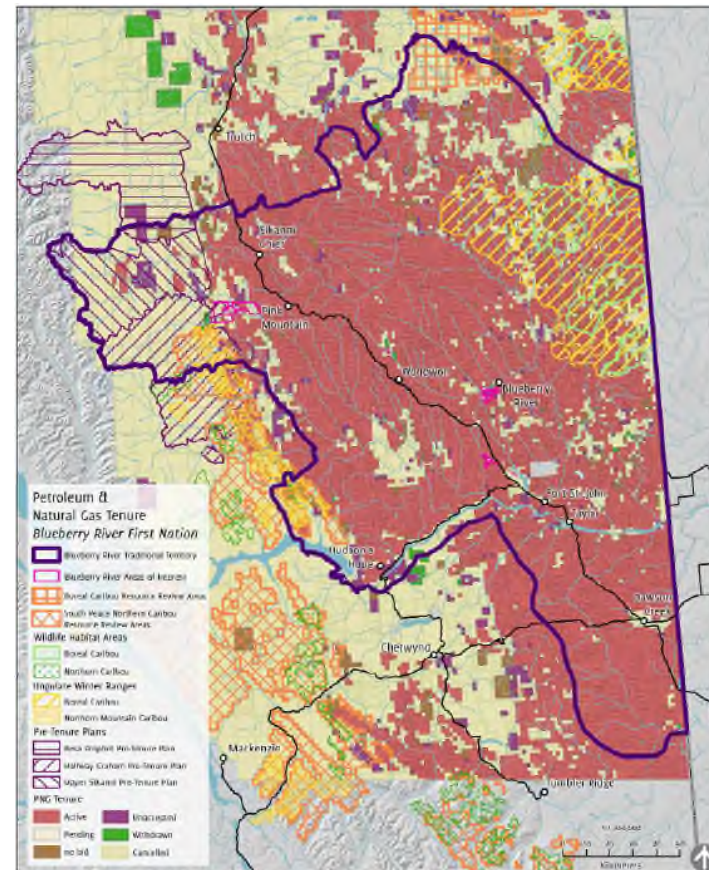 Trutch
Sikanni
Chief
Pink
Mountain
Wonowon
Blueberry
River
Fort St. John
Taylor
Hudson's
Hope
Dawson
Creek
Chetwynd
Mackenzie
Tumbler Ridge
Petroleum &
Natural Gas Tenure
Blueberry River First Nation
Blueberry River Traditional Territory
Blueberry River Areas of Interest
Boreal Caribou Resource Review Areas
South Peace Northern Caribou
Resource Review Areas
Wildlife Habitat Areas
Boreal Caribou
Northern Caribou
Ungulate Winter Ranges
Boreal Caribou
Northern Mountain Caribou
Pre-Tenure Plans
Besa Prophet Pre-Tenure Plan
Halfway Graham Pre-Tenure Plan
Upper Sikanni Pre-Tenure Plan
PNG Tenure
Active
Unaccepted
Pending
Withdrawn
no bid
Cancelled
Kilometers